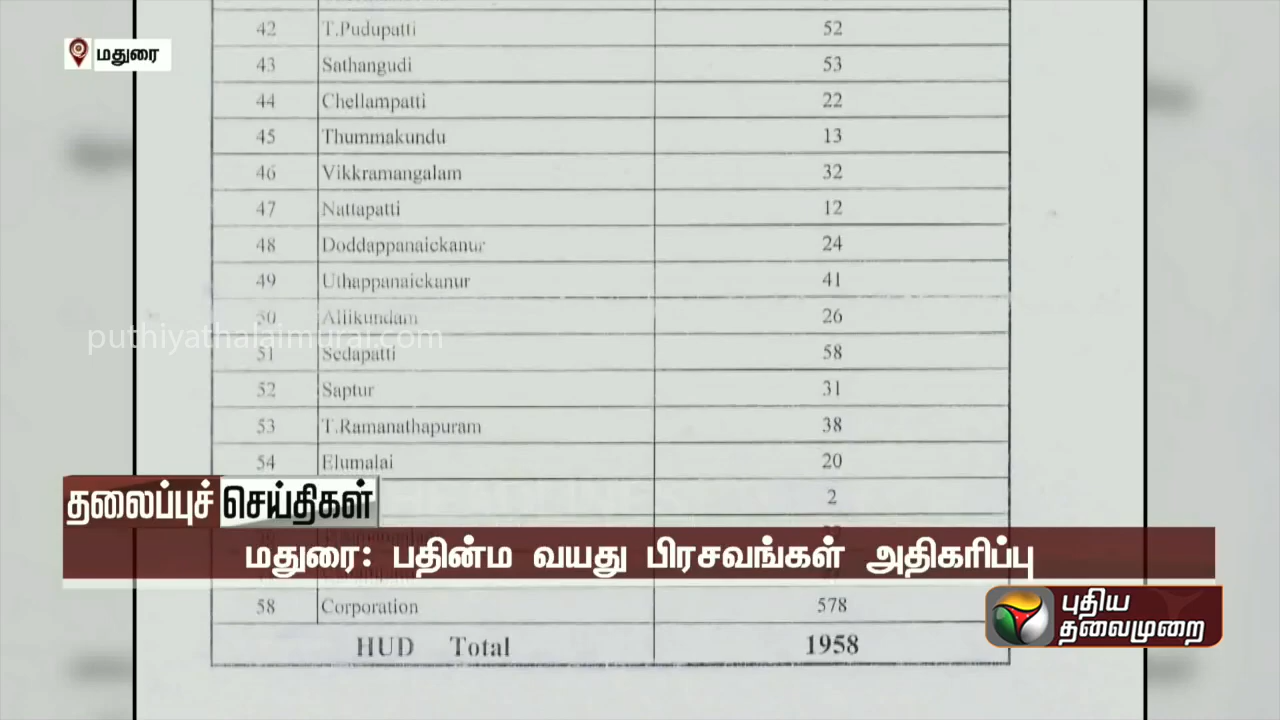 42 T.Pudupatti 52
மதுரை
43 Sathangudi 53
44 Chellampatti 22
45 Thummakundu 13
46 Vikkramangalam 32
47 Nattapatti 12
48 Doddappanaickanur 24
49 Uthappanaickanur 41
50 Allikundam 26
puthiyathalaimurai.com
51 Sedapatti 58
52 Saptur 31
53 T.Ramanathapuram 38
54 Elumalai 20
தலைப்புச் செய்திகள்
2
மதுரை: பதின்ம வயது பிரசவங்கள் அதிகரிப்பு
58 Corporation 578
புதிய
தலைமுறை
HUD Total 1958